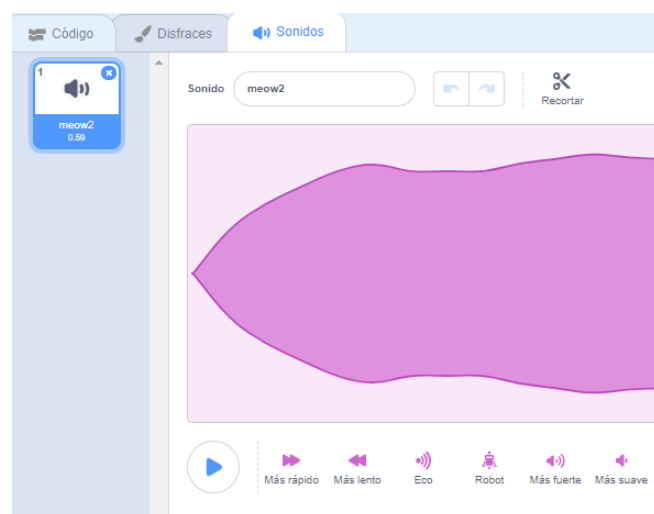 Código Disfraces Sonidos
1
meow2
0.59
Sonido meow2
Recortar
Más rápido Más lento Eco Robot Más fuerte Más suave